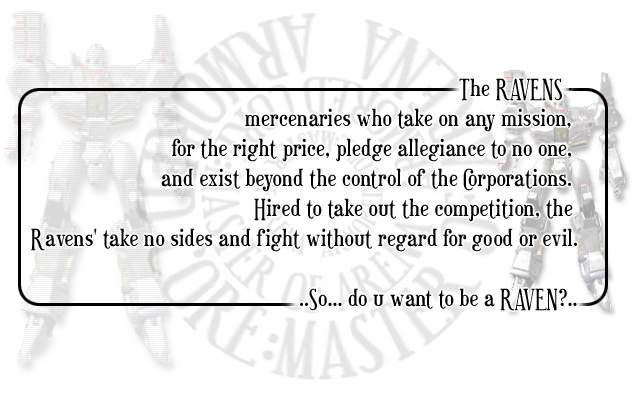 The RAVENS
mercenaries who take on any mission,
for the right price, pledge allegiance to no one,
and exist beyond the control of the Corporations.
Hired to take out the competition, the
Ravens' take no sides and fight without regard for good or evil.
..So... do u want to be a RAVEN?..